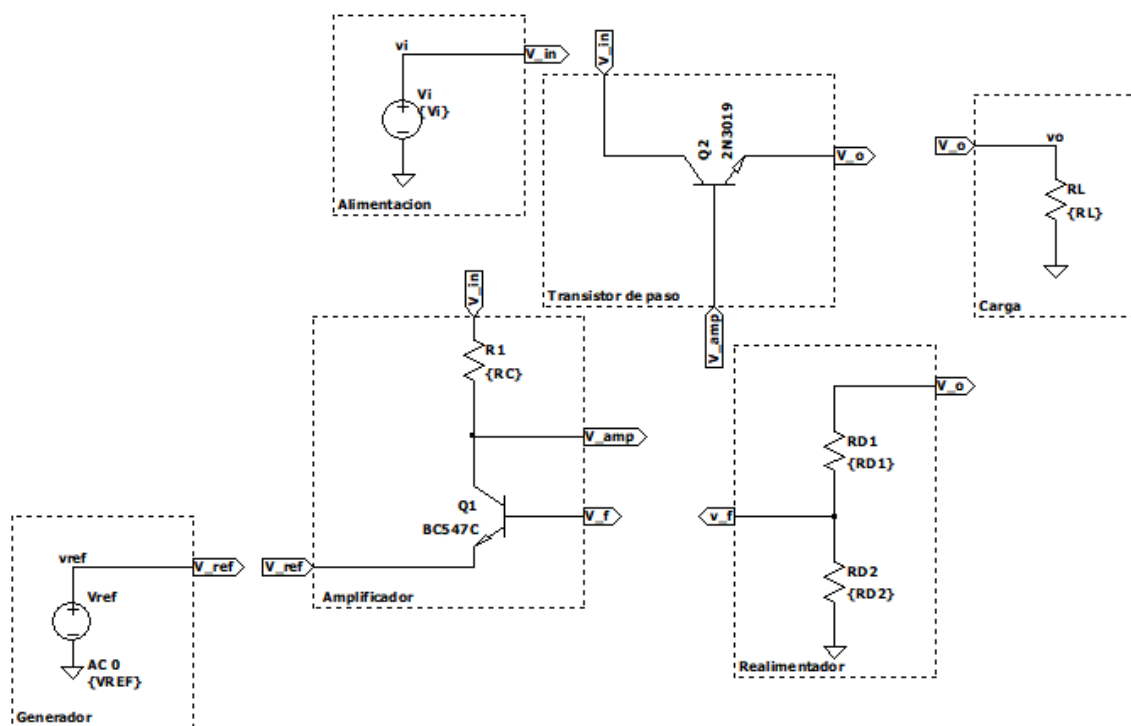 vi
V_in
Vi
{Vi}
Alimentacion
V_in
Q2
2N3019
V_o
V_amp
Transistor de paso
V_o
vo
RL
{RL}
Carga
V_in
R1
{RC}
V_amp
Q1
BC547C
V_f
V_ref
Amplificador
V_o
RD1
{RD1}
v_f
RD2
{RD2}
Realimentador
vref
V_ref
Vref
AC 0
{VREF}
Generador